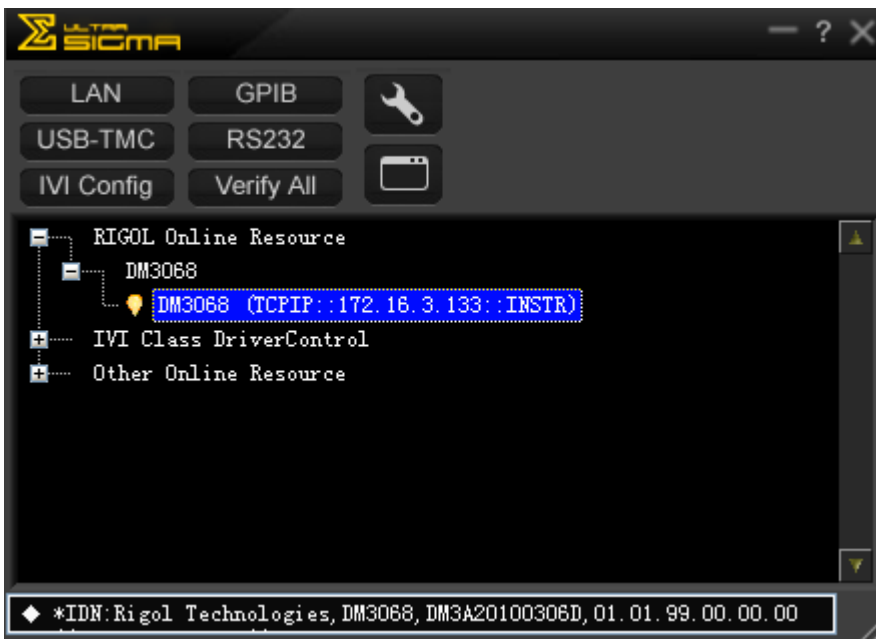 ULTRA
SIGMA
?
LAN GPIB
USB-TMC RS232
IVI Config Verify All
RIGOL Online Resource
DM3068
DM3068 (TCPIP::172.16.3.133::INSTR)
IVI Class DriverControl
Other Online Resource
*IDN:Rigol Technologies,DM3068,DM3A20100306D,01.01.99.00.00.00